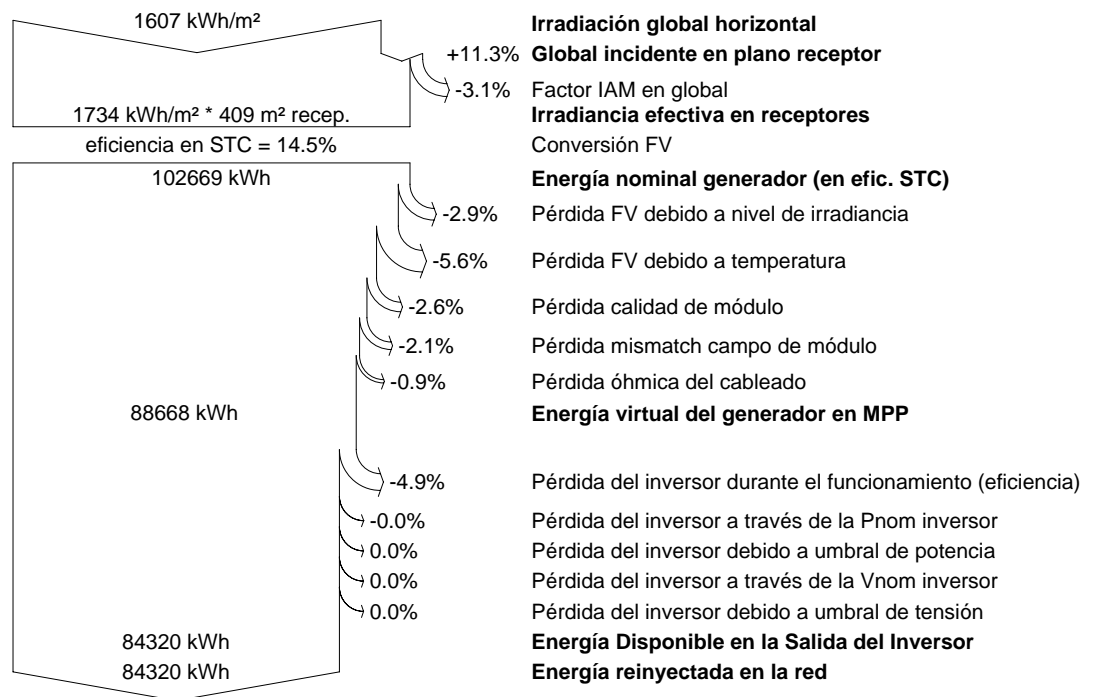 1607 kWh/m² Irradiación global horizontal
+11.3% Global incidente en plano receptor
-3.1% Factor IAM en global
1734 kWh/m² * 409 m² recep. Irradiancia efectiva en receptores
eficiencia en STC = 14.5% Conversión FV
102669 kWh Energía nominal generador (en efic. STC)
-2.9% Pérdida FV debido a nivel de irradiancia
-5.6% Pérdida FV debido a temperatura
-2.6% Pérdida calidad de módulo
-2.1% Pérdida mismatch campo de módulo
-0.9% Pérdida óhmica del cableado
88668 kWh Energía virtual del generador en MPP
-4.9% Pérdida del inversor durante el funcionamiento (eficiencia)
-0.0% Pérdida del inversor a través de la Pnom inversor
0.0% Pérdida del inversor debido a umbral de potencia
0.0% Pérdida del inversor a través de la Vnom inversor
0.0% Pérdida del inversor debido a umbral de tensión
84320 kWh Energía Disponible en la Salida del Inversor
84320 kWh Energía reinyectada en la red